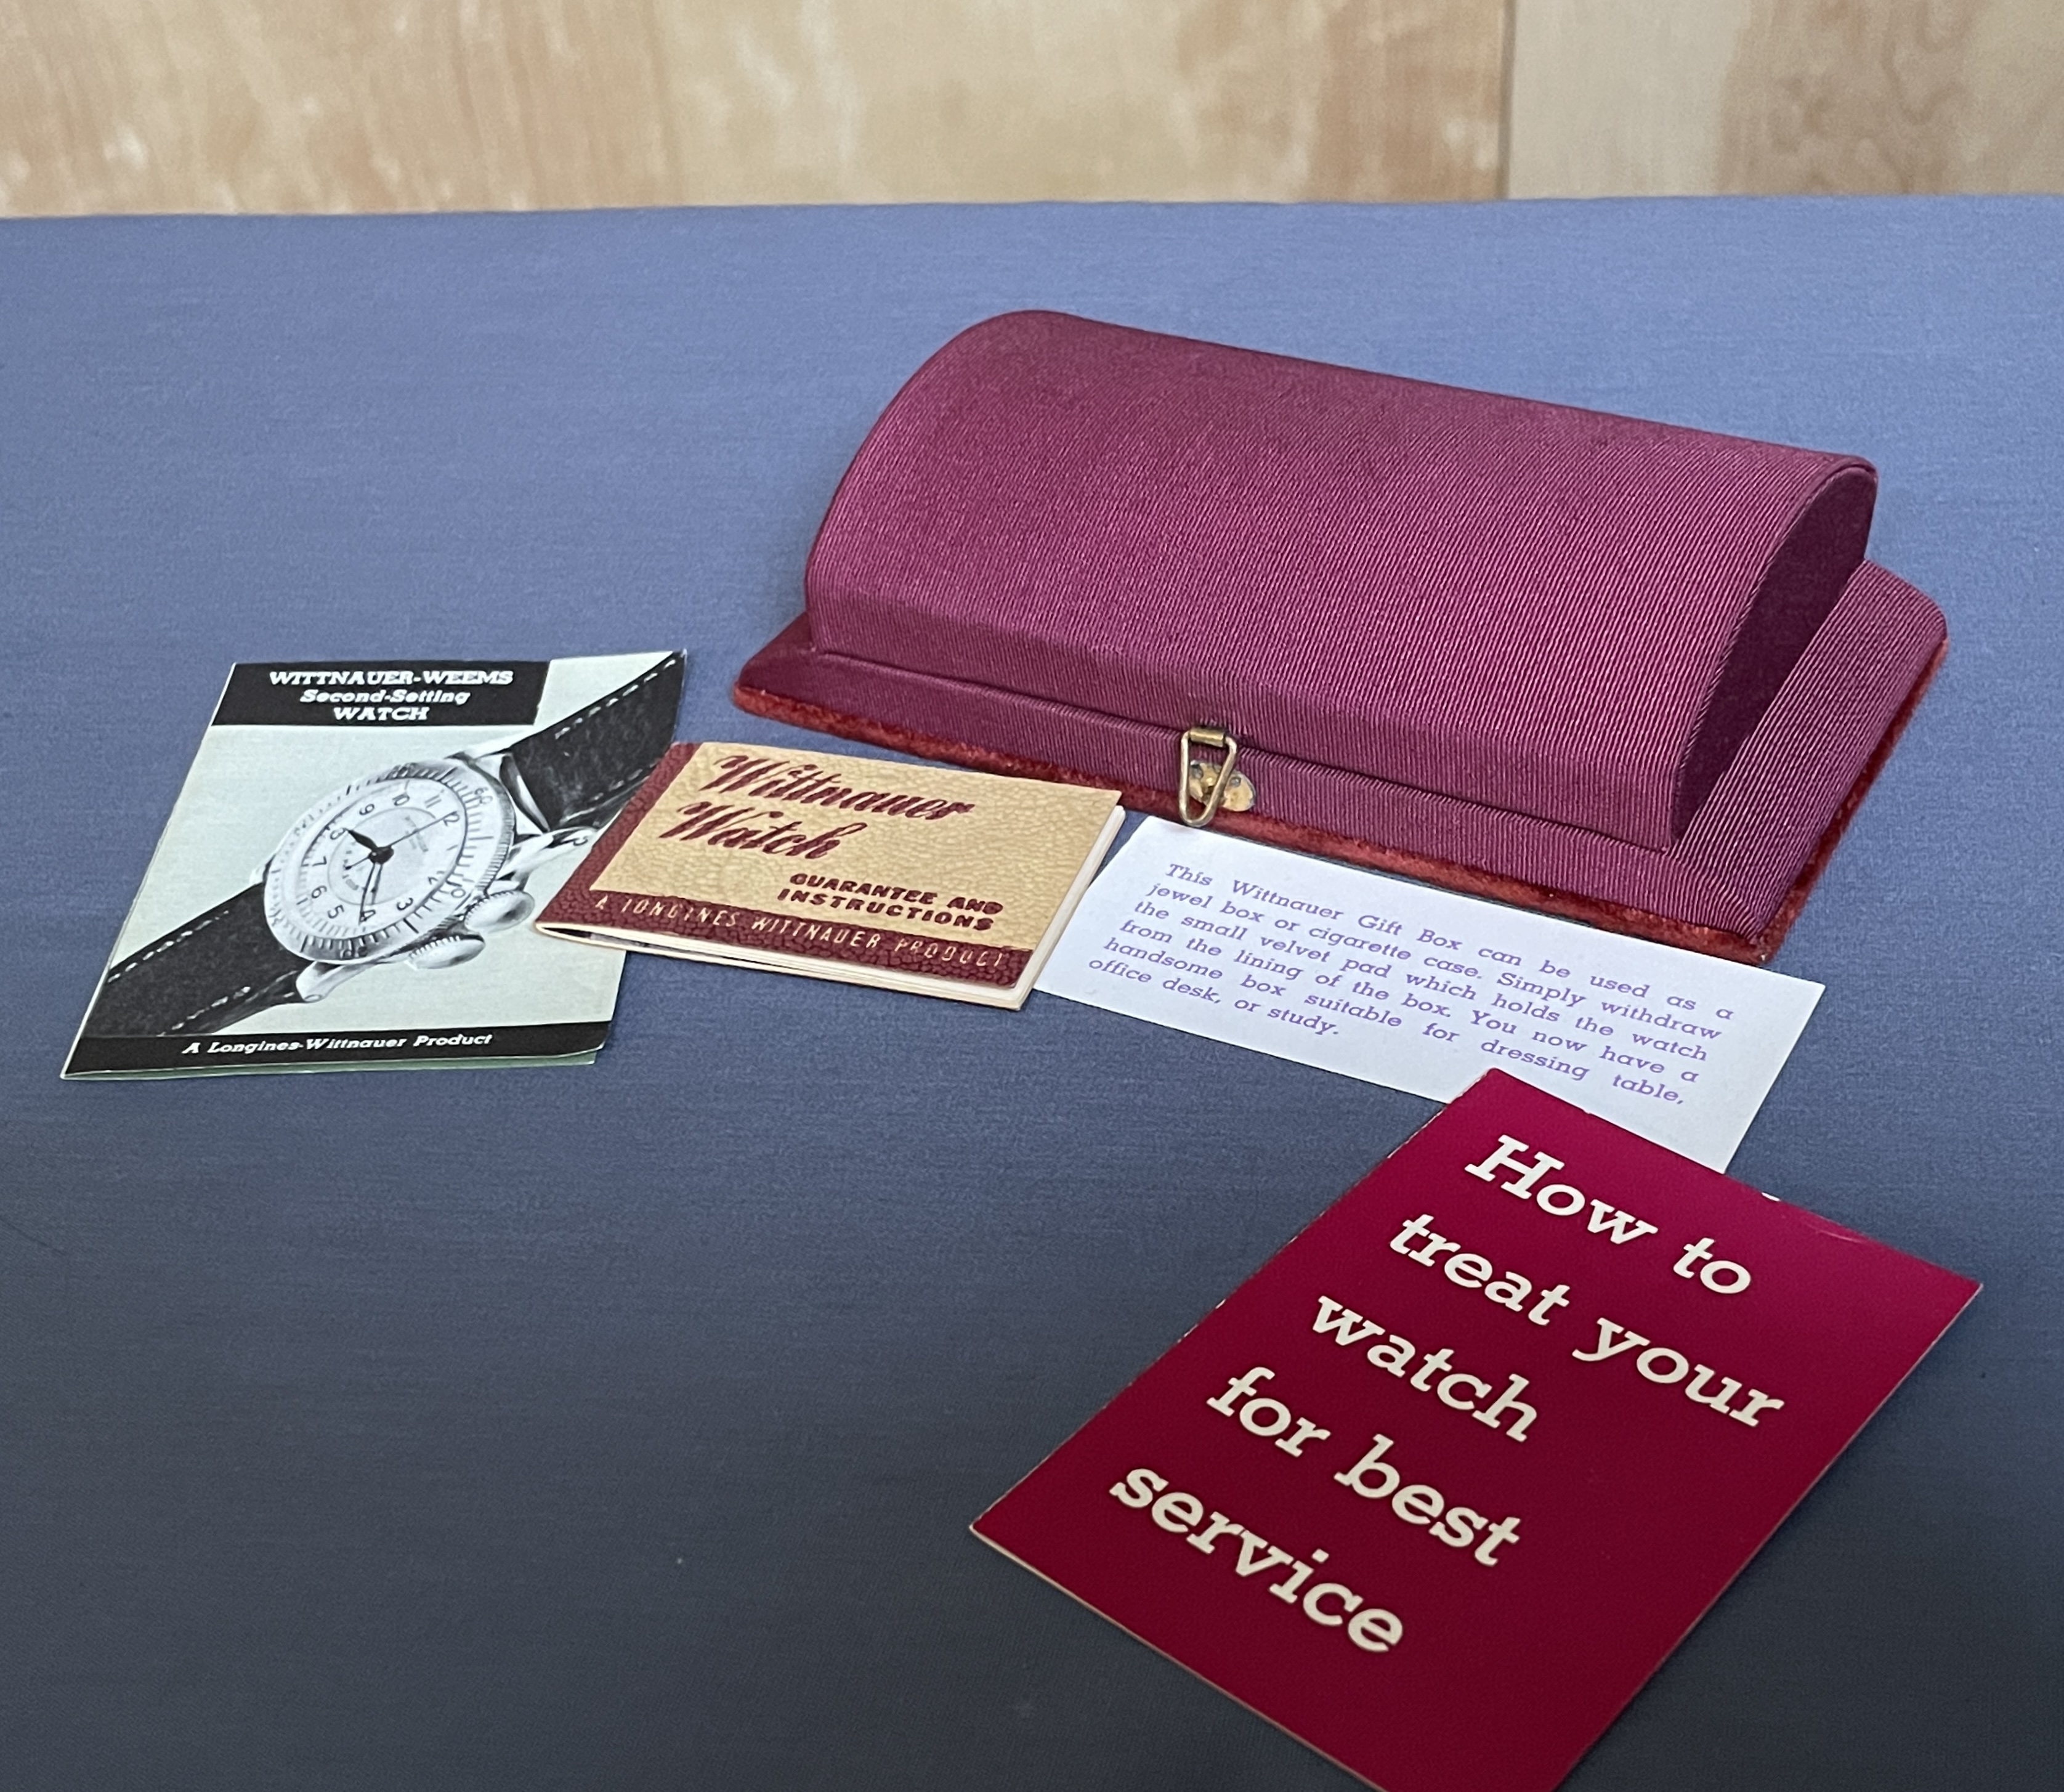 WITTNAUER-WEEMS
Second-Setting
WATCH
A Longines-Wittnauer Product
Wittnauer
Watch
GUARANTEE AND
INSTRUCTIONS
A LONGINES WITTNAUER PRODUCT
This Wittnauer Gift Box can be used as a
jewel box or cigarette case. Simply withdraw
the small velvet pad which holds the watch
from the lining of the box. You now have a
handsome box suitable for dressing table,
office desk, or study.
How to
treat your
watch
for best
service